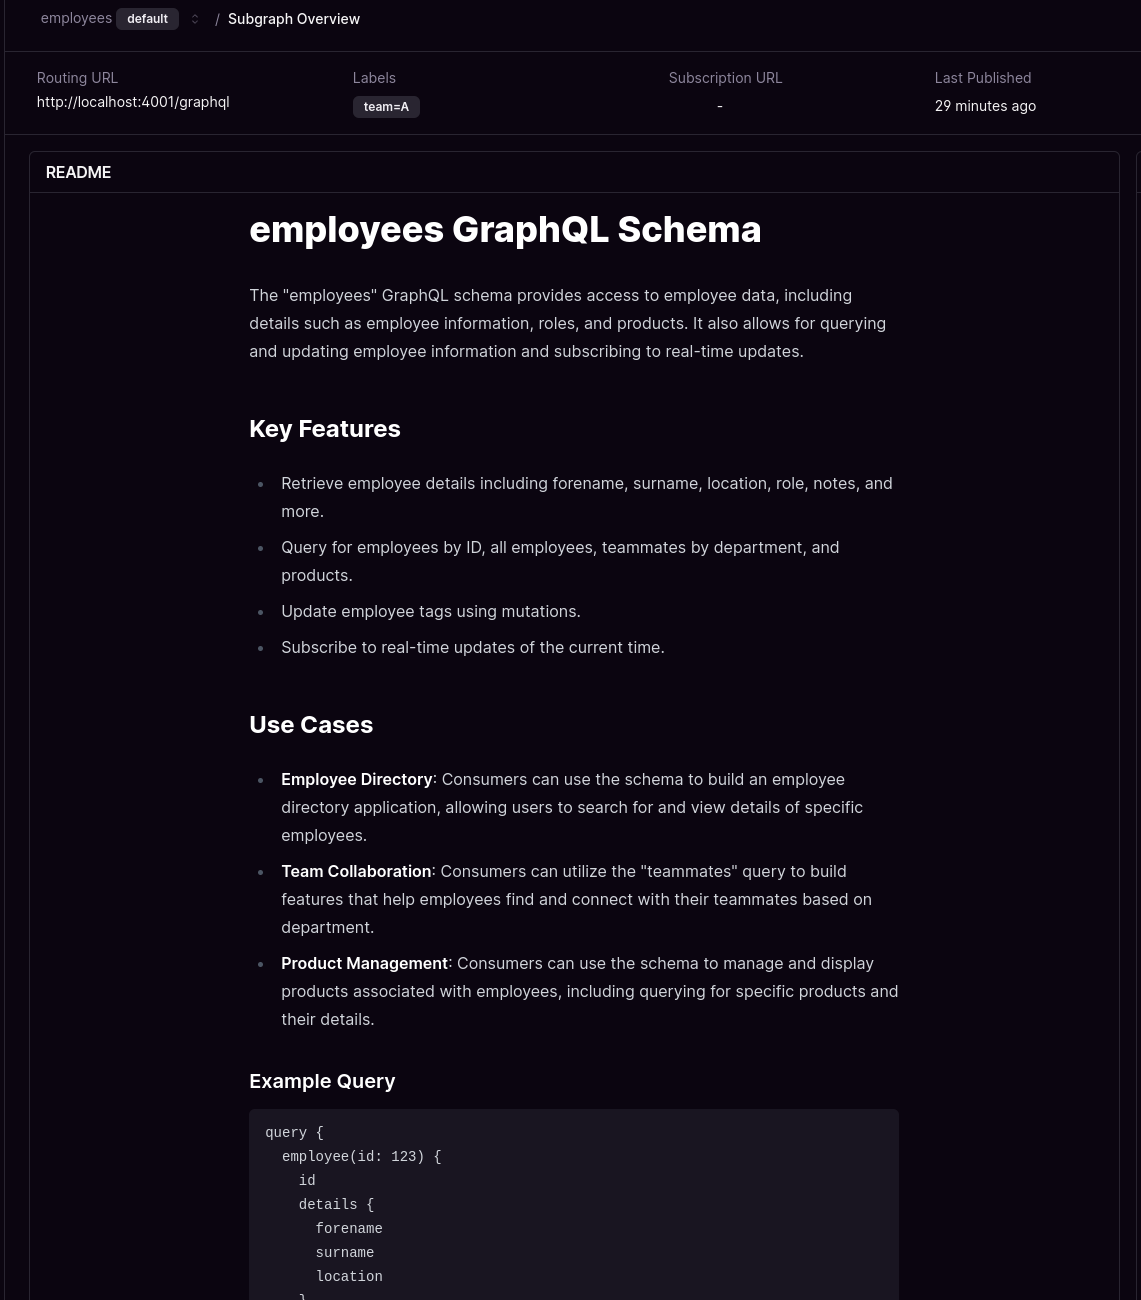 employees default / Subgraph Overview
Routing URL Labels Subscription URL Last Published
http://localhost:4001/graphql team=A - 29 minutes ago
README
employees GraphQL Schema
The "employees" GraphQL schema provides access to employee data, including
details such as employee information, roles, and products. It also allows for querying
and updating employee information and subscribing to real-time updates.
Key Features
• Retrieve employee details including forename, surname, location, role, notes, and
more.
• Query for employees by ID, all employees, teammates by department, and
products.
• Update employee tags using mutations.
• Subscribe to real-time updates of the current time.
Use Cases
• Employee Directory: Consumers can use the schema to build an employee
directory application, allowing users to search for and view details of specific
employees.
• Team Collaboration: Consumers can utilize the "teammates" query to build
features that help employees find and connect with their teammates based on
department.
• Product Management: Consumers can use the schema to manage and display
products associated with employees, including querying for specific products and
their details.
Example Query
query {
  employee(id: 123) {
    id
    details {
      forename
      surname
      location
    }